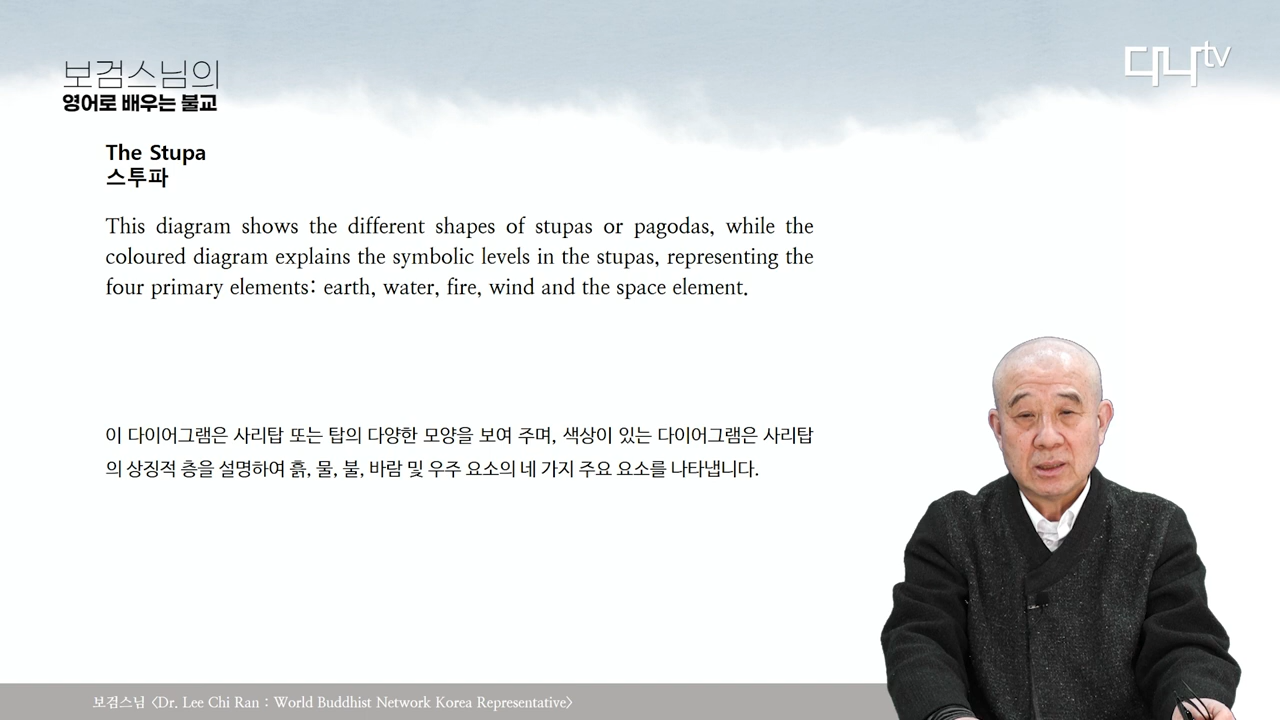 보검스님의
영어로 배우는 불교
디나tv
The Stupa
스투파
This diagram shows the different shapes of stupas or pagodas, while the
coloured diagram explains the symbolic levels in the stupas, representing the
four primary elements: earth, water, fire, wind and the space element.
이 다이어그램은 사리탑 또는 탑의 다양한 모양을 보여 주며, 색상이 있는 다이어그램은 사리탑
의 상징적 층을 설명하여 흙, 물, 불, 바람 및 우주 요소의 네 가지 주요 요소를 나타냅니다.
보검스님 <Dr. Lee Chi Ran : World Buddhist Network Korea Representative>